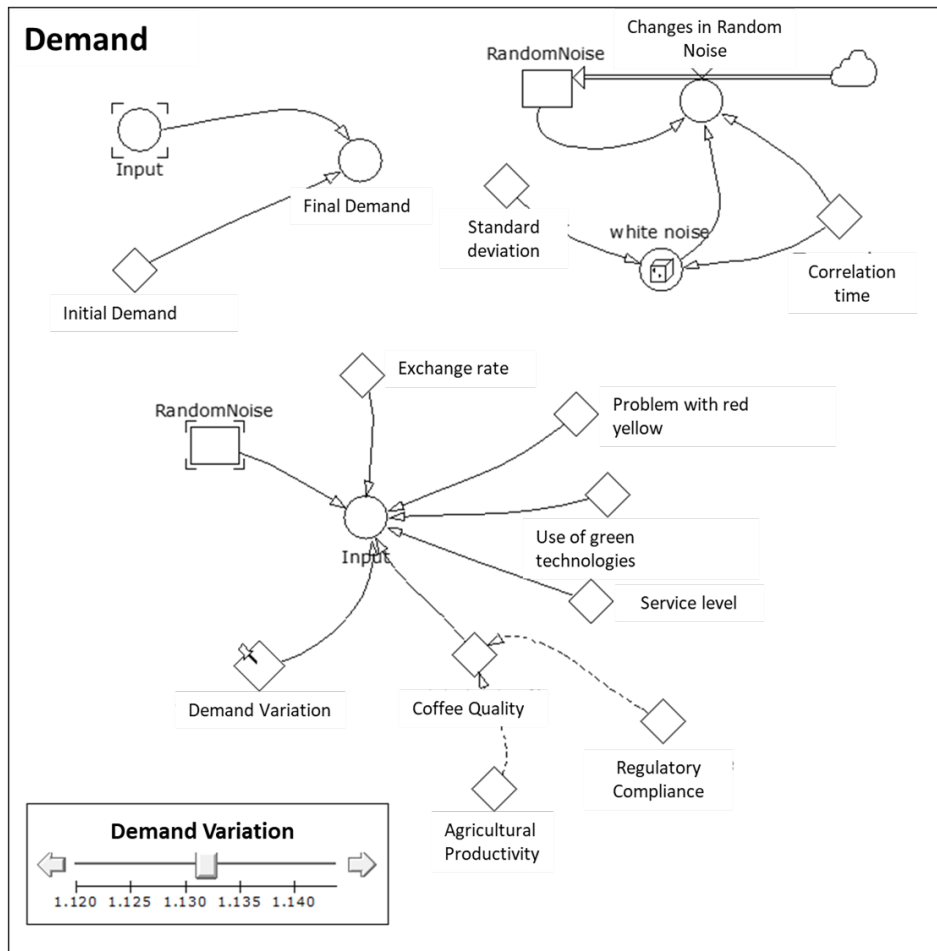 Demand
Changes in Random
Noise
RandomNoise
Input
Final Demand
Standard
deviation
white noise
Initial Demand
Correlation
time
Exchange rate
RandomNoise
Problem with red
yellow
Input
Use of green
technologies
Service level
Demand Variation
Coffee Quality
Regulatory
Compliance
Agricultural
Productivity
Demand Variation
1.120 1.125 1.130 1.135 1.140